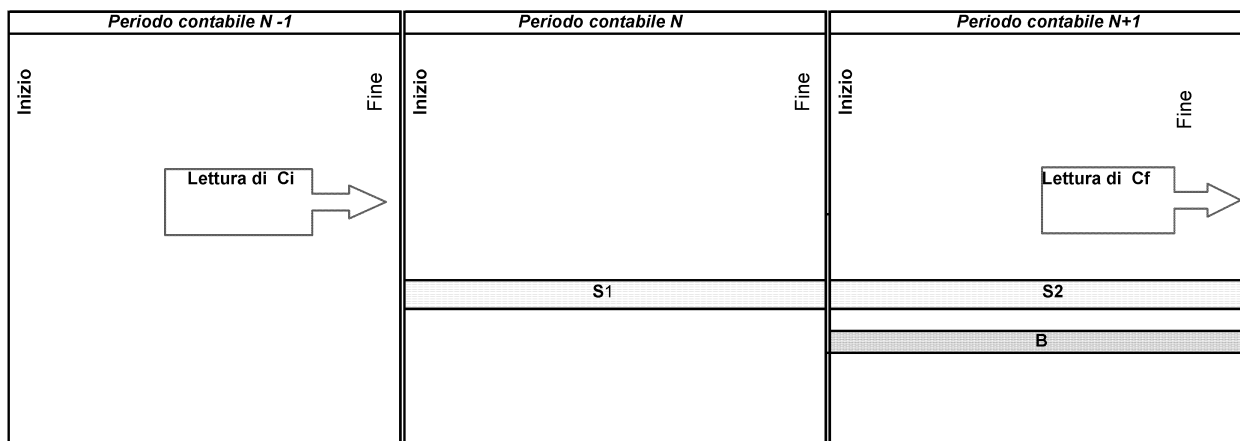 Periodo contabile N -1
Periodo contabile N
Periodo contabile N+1
Inizio
Fine
Inizio
Fine
Inizio
Fine
Lettura di Ci
Lettura di Cf
S1
S2
B